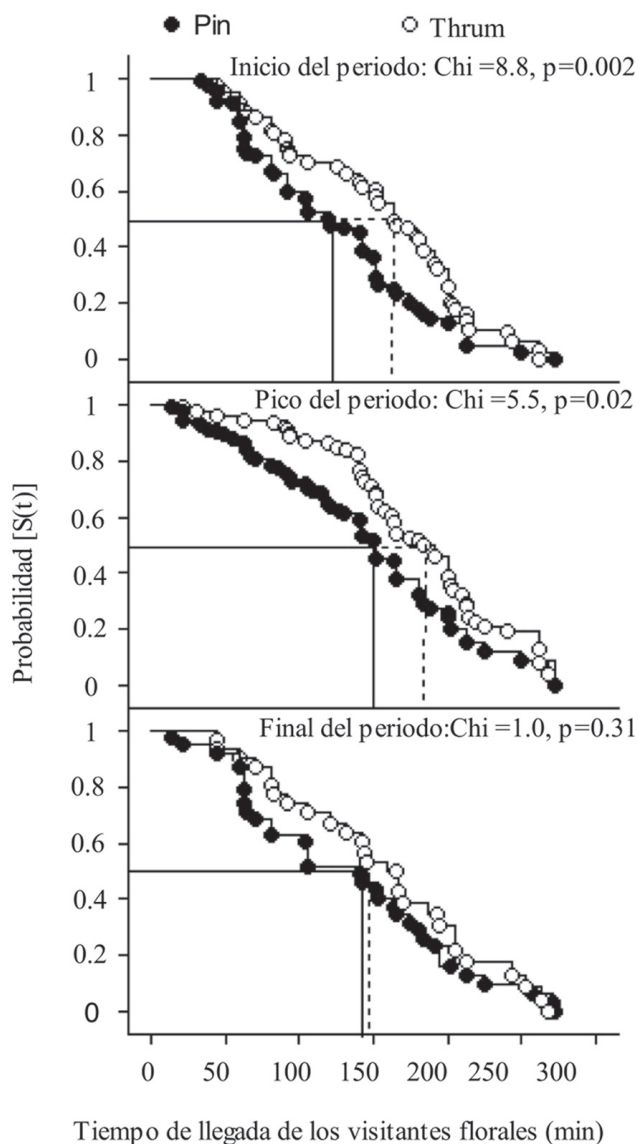 Pin
Thrum
Inicio del periodo: Chi =8.8, p=0.002
1
0.8
0.6
0.4
0.2
0
Pico del periodo: Chi =5.5, p=0.02
1
0.8
0.6
0.4
0.2
0
Probabilidad [S(t)]
Final del periodo:Chi =1.0, p=0.31
1
0.8
0.6
0.4
0.2
0
0 50 100 150 200 250 300
Tiempo de llegada de los visitantes florales (min)